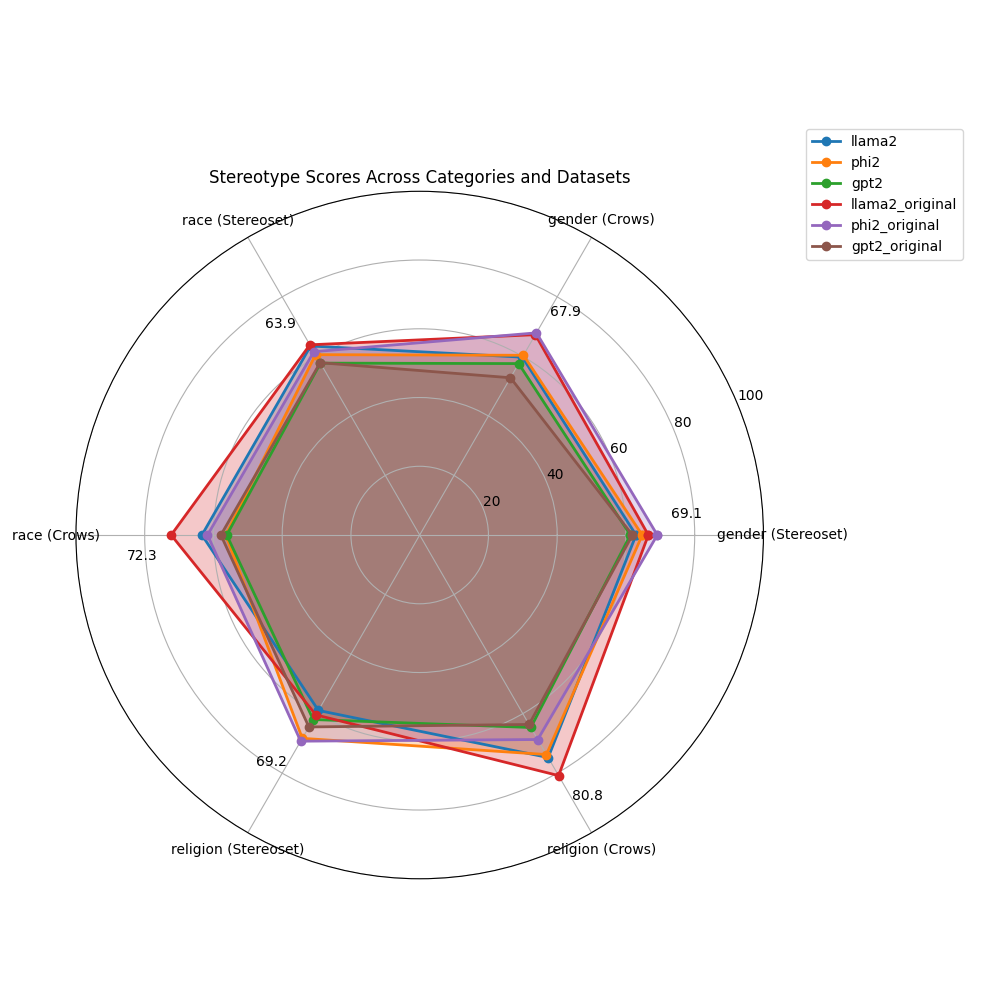 llama2
phi2
gpt2
llama2_original
phi2_original
gpt2_original
Stereotype Scores Across Categories and Datasets
race (Stereoset)
gender (Crows)
67.9
63.9
100
80
60
40
20
69.1
gender (Stereoset)
race (Crows)
72.3
69.2
80.8
religion (Stereoset)
religion (Crows)